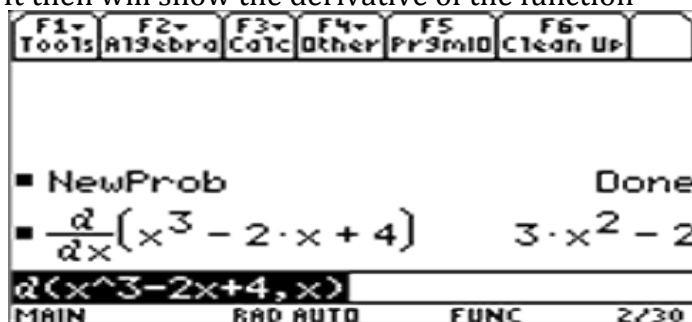 It then will show the derivative of the function
F1▾ Tools F2▾ Algebra F3▾ Calc F4▾ Other F5 PrgmIO F6▾ Clean Up
▪ NewProb Done
▪ d/dx(x³ − 2·x + 4) 3·x² − 2
d(x^3-2x+4,x)
MAIN RAD AUTO FUNC 2/30